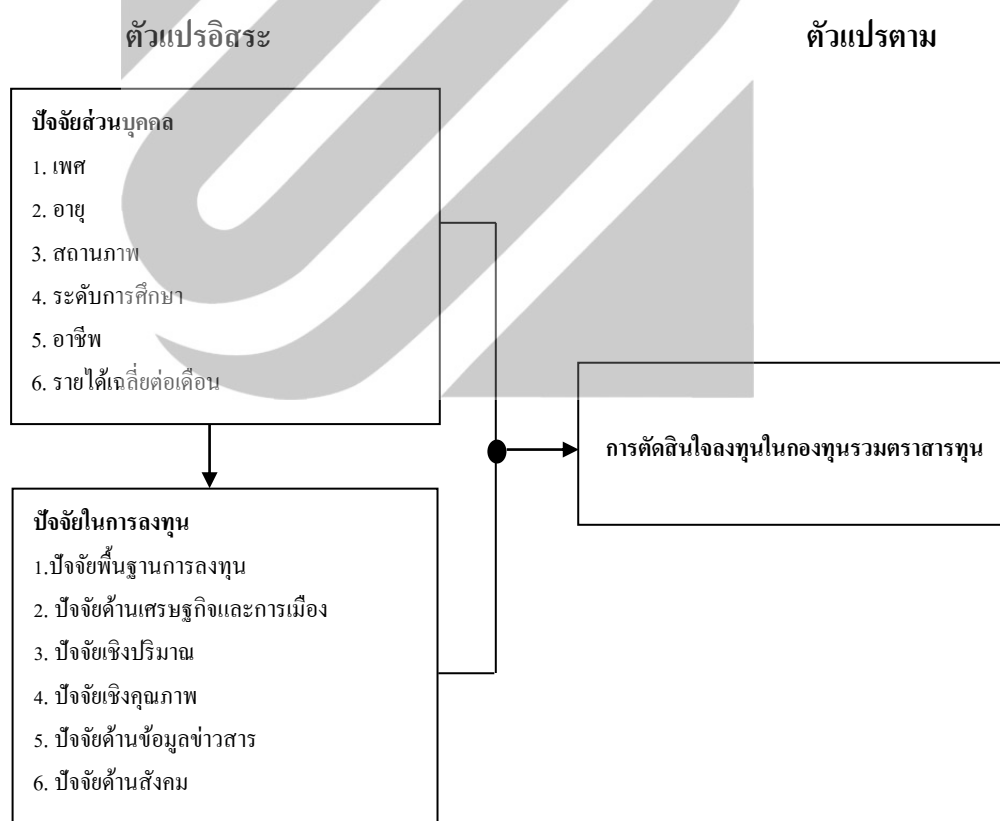 ตัวแปรอิสระ
ตัวแปรตาม
ปัจจัยส่วนบุคคล
1. เพศ
2. อายุ
3. สถานภาพ
4. ระดับการศึกษา
5. อาชีพ
6. รายได้เฉลี่ยต่อเดือน
การตัดสินใจลงทุนในกองทุนรวมตราสารทุน
ปัจจัยในการลงทุน
1.ปัจจัยพื้นฐานการลงทุน
2. ปัจจัยด้านเศรษฐกิจและการเมือง
3. ปัจจัยเชิงปริมาณ
4. ปัจจัยเชิงคุณภาพ
5. ปัจจัยด้านข้อมูลข่าวสาร
6. ปัจจัยด้านสังคม